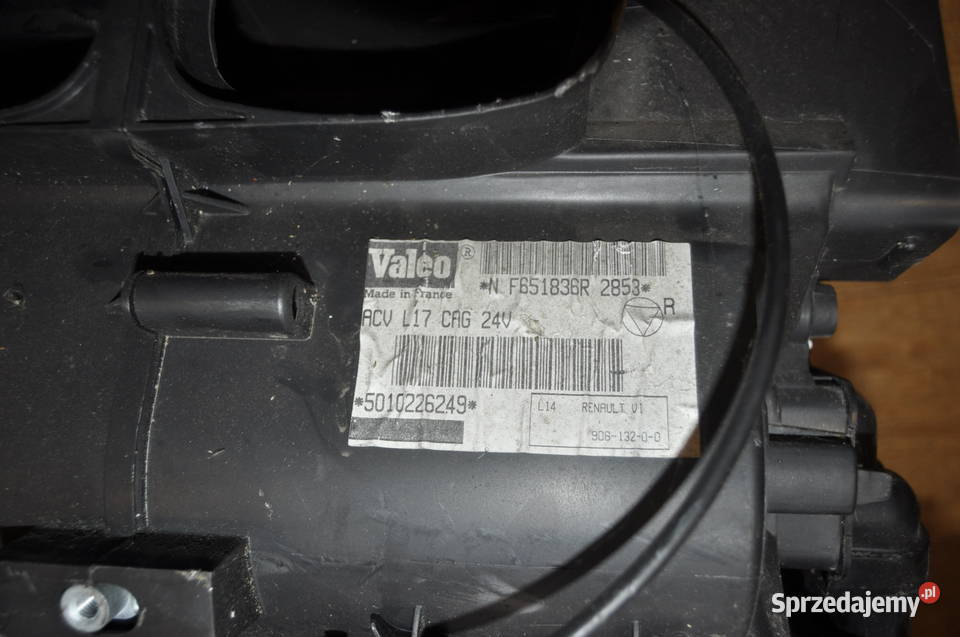 Valeo ®
*N F651836R 2853*
Made in France
ACV L17 CAG 24V
R
*5010226249*
L14 RENAULT V1
906-132-0-0
Sprzedajemy.pl